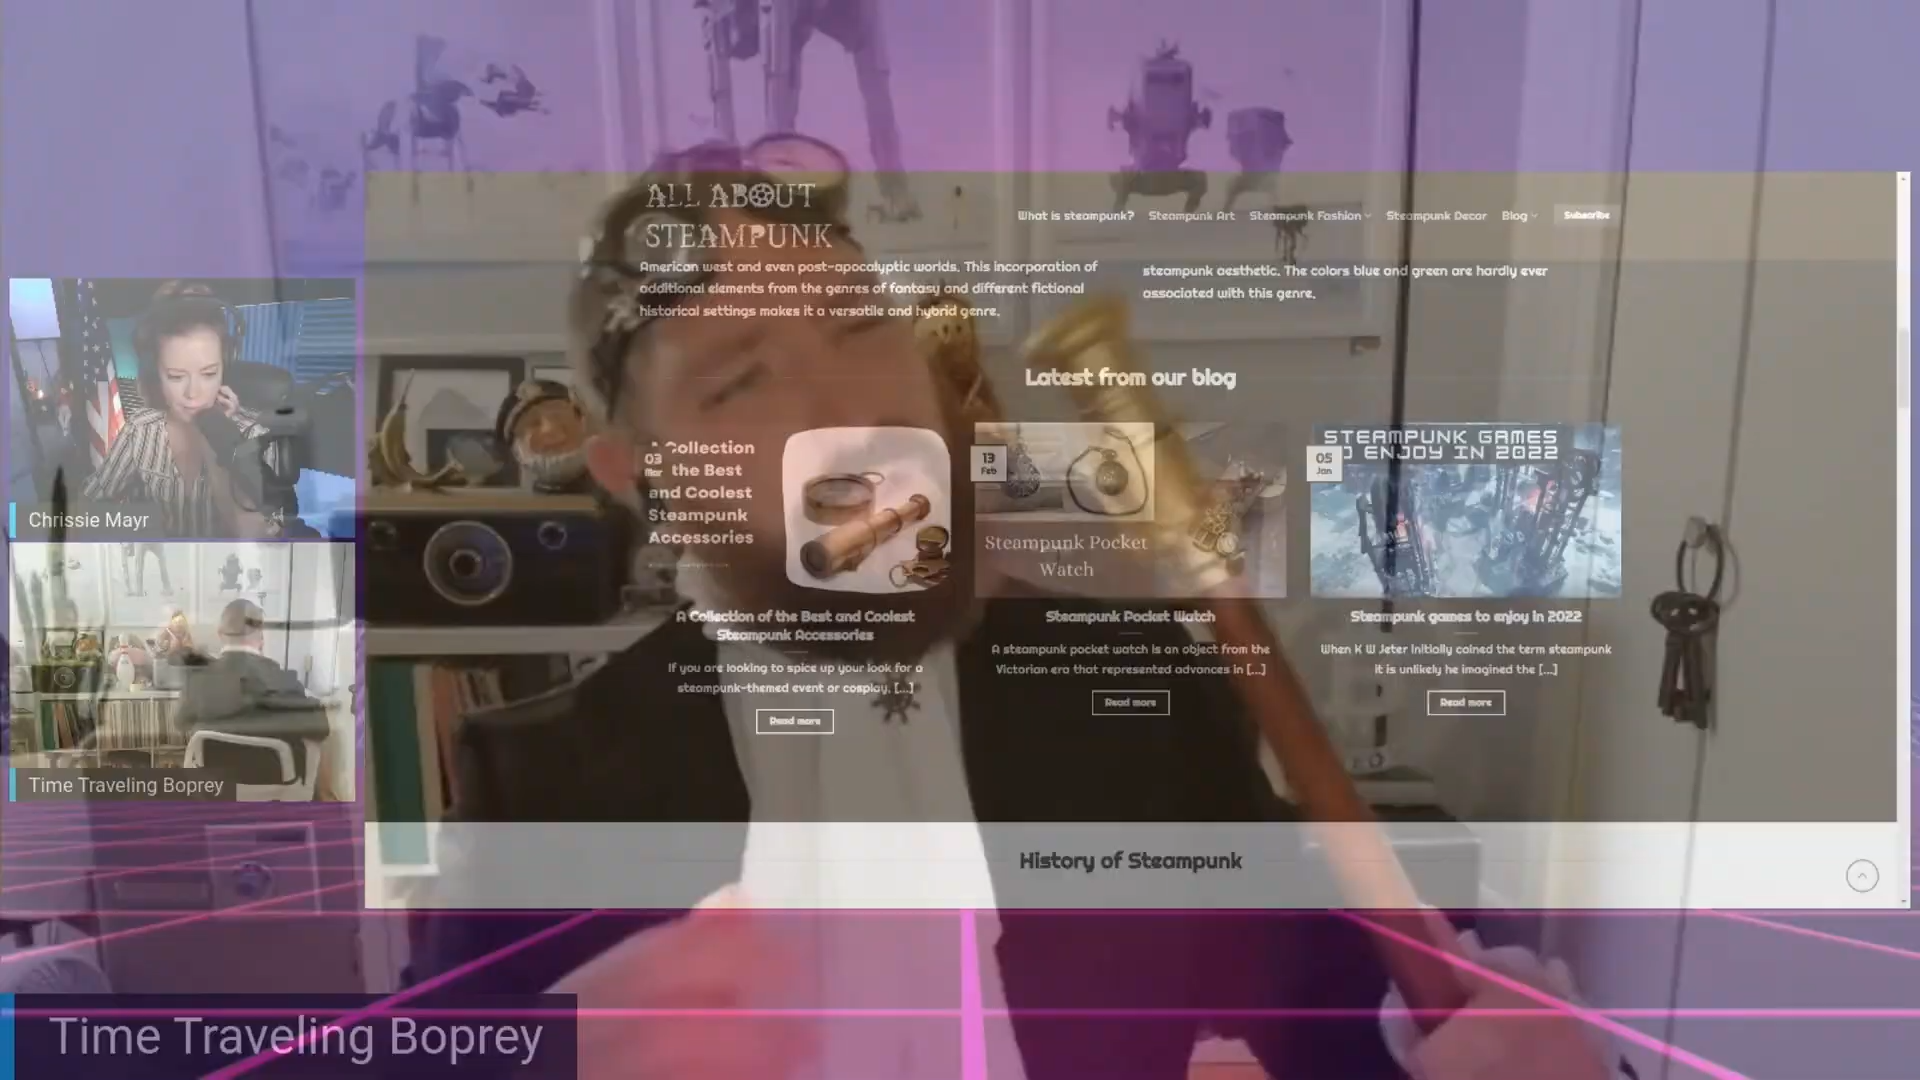 ALL ABOUT
STEAMPUNK
What is steampunk? Steampunk Art Steampunk Fashion Steampunk Decor Blog Subscribe
American west and even post-apocalyptic worlds. This incorporation of
additional elements from the genres of fantasy and different fictional
historical settings makes it a versatile and hybrid genre.
steampunk aesthetic. The colors blue and green are hardly ever
associated with this genre.
Latest from our blog
03
Mar
Collection
the Best
and Coolest
Steampunk
Accessories
A Collection of the Best and Coolest
Steampunk Accessories
If you are looking to spice up your look for a
steampunk-themed event or cosplay, [...]
Read more
13
Feb
Steampunk Pocket
Watch
Steampunk Pocket Watch
A steampunk pocket watch is an object from the
Victorian era that represented advances in [...]
Read more
05
Jan
STEAMPUNK GAMES
O ENJOY IN 2022
Steampunk games to enjoy in 2022
When K W Jeter initially coined the term steampunk
it is unlikely he imagined the [...]
Read more
History of Steampunk
Chrissie Mayr
Time Traveling Boprey
Time Traveling Boprey